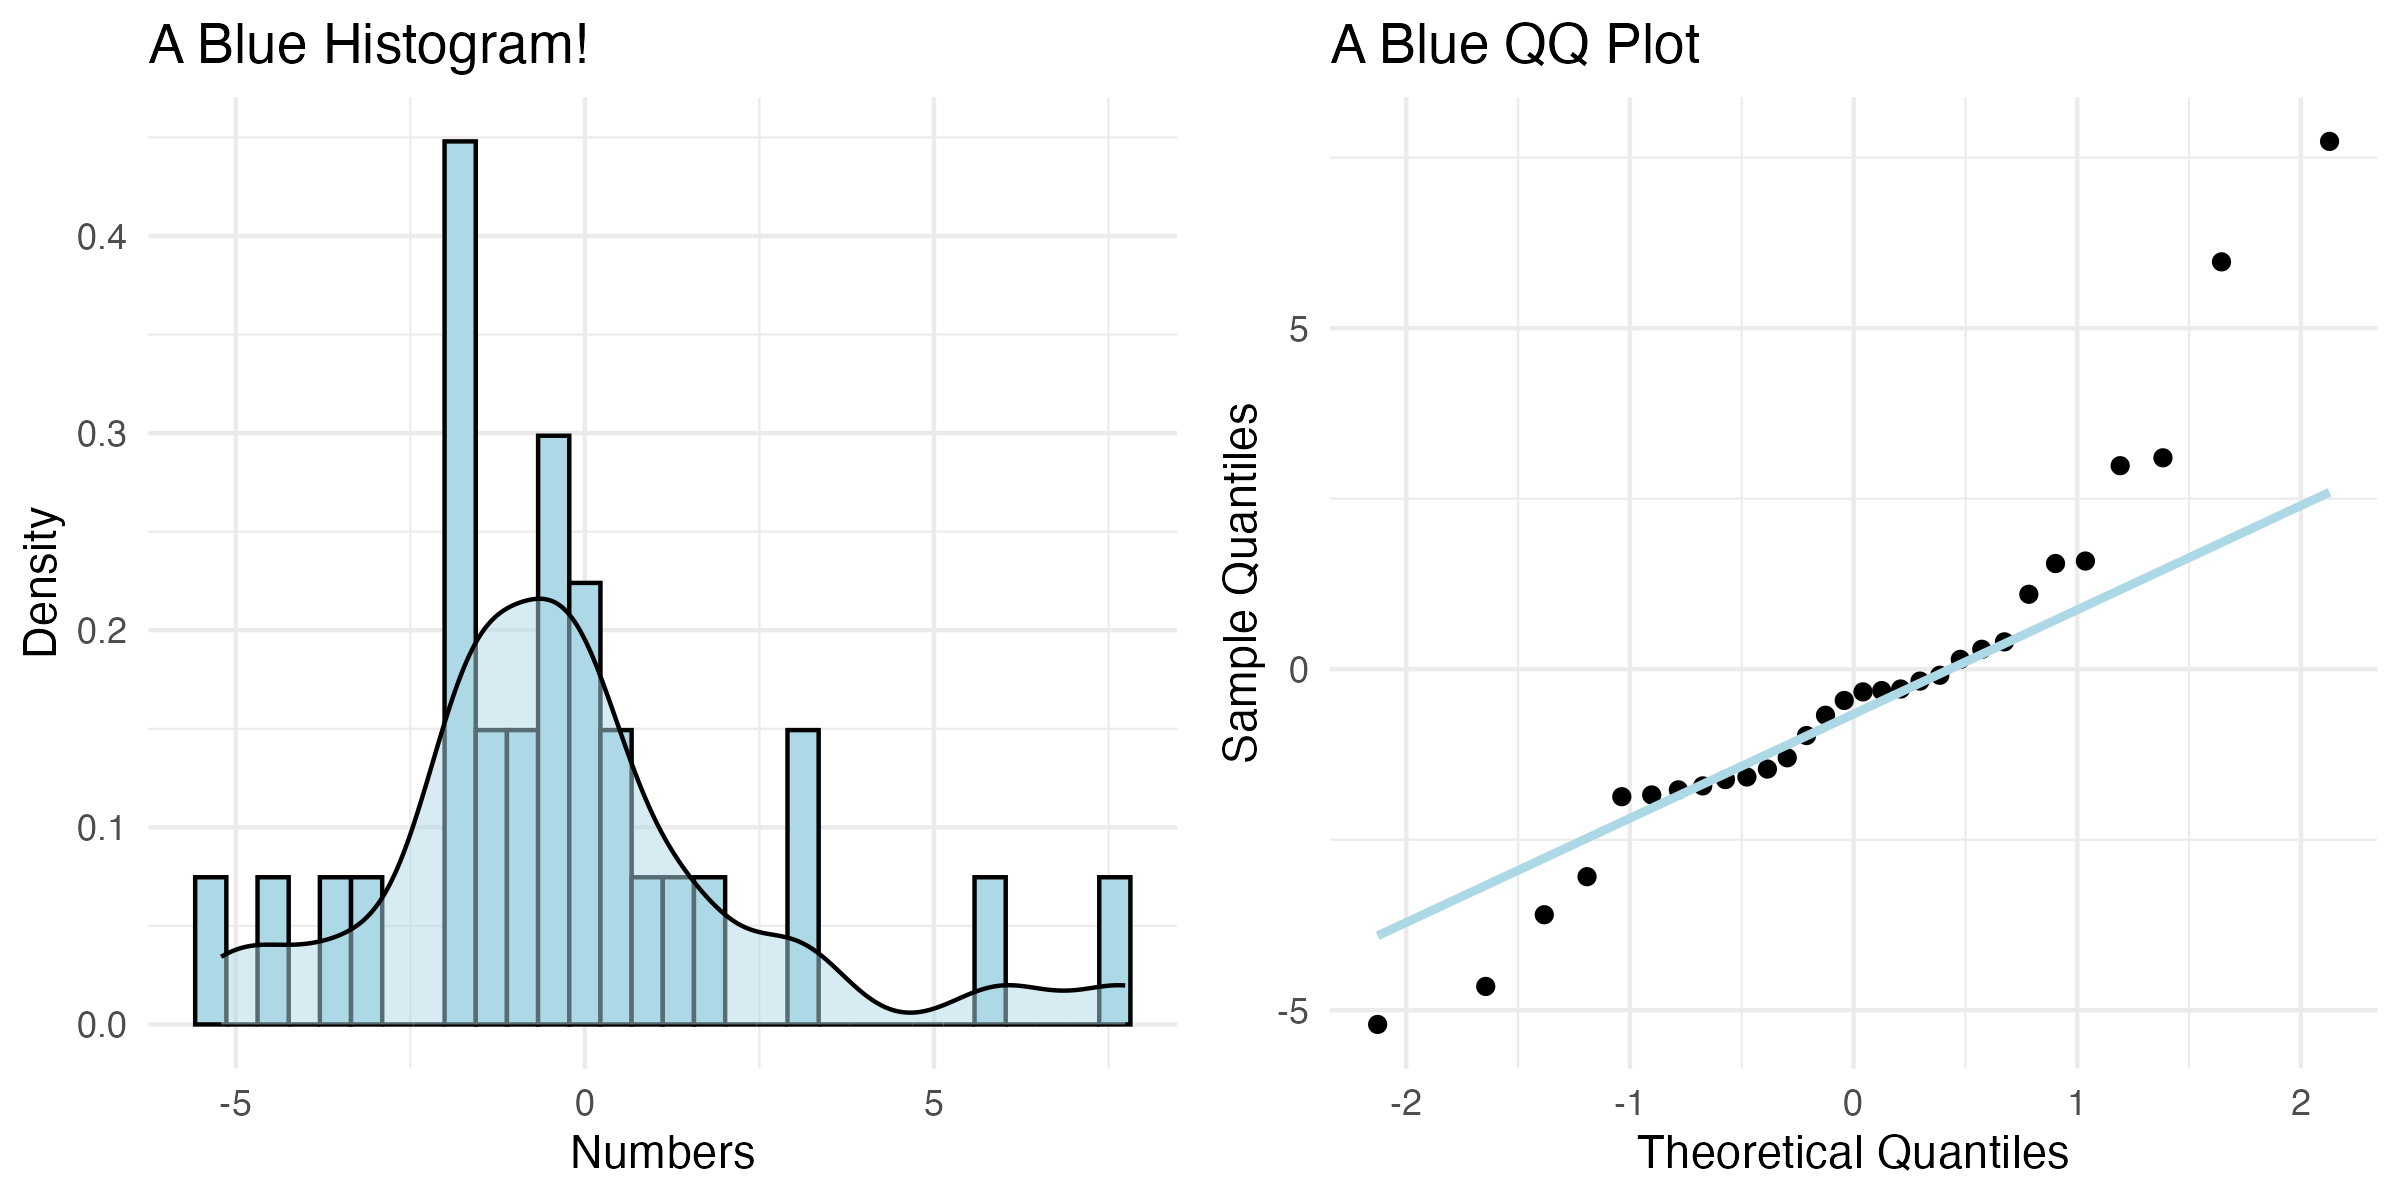 A Blue Histogram!
Density
0.4
0.3
0.2
0.1
0.0
-5 0 5
Numbers
A Blue QQ Plot
Sample Quantiles
5
0
-5
-2 -1 0 1 2
Theoretical Quantiles